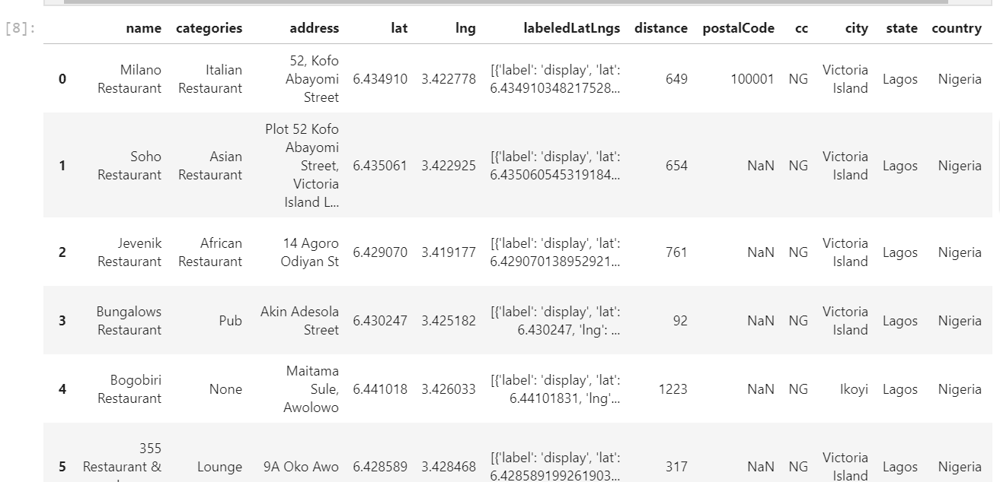 [8]:
name categories address lat lng labeledLatLngs distance postalCode cc city state country
0 Milano Restaurant Italian Restaurant 52, Kofo Abayomi Street 6.434910 3.422778 [{'label': 'display', 'lat': 6.434910348217528... 649 100001 NG Victoria Island Lagos Nigeria
1 Soho Restaurant Asian Restaurant Plot 52 Kofo Abayomi Street, Victoria Island L... 6.435061 3.422925 [{'label': 'display', 'lat': 6.435060545319184... 654 NaN NG Victoria Island Lagos Nigeria
2 Jevenik Restaurant African Restaurant 14 Agoro Odiyan St 6.429070 3.419177 [{'label': 'display', 'lat': 6.429070138952921... 761 NaN NG Victoria Island Lagos Nigeria
3 Bungalows Restaurant Pub Akin Adesola Street 6.430247 3.425182 [{'label': 'display', 'lat': 6.430247, 'lng': ... 92 NaN NG Victoria Island Lagos Nigeria
4 Bogobiri Restaurant None Maitama Sule, Awolowo 6.441018 3.426033 [{'label': 'display', 'lat': 6.44101831, 'lng'... 1223 NaN NG Ikoyi Lagos Nigeria
5 355 Restaurant & Lounge 9A Oko Awo 6.428589 3.428468 [{'label': 'display', 'lat': 6.428589199261903... 317 NaN NG Victoria Island Lagos Nigeria